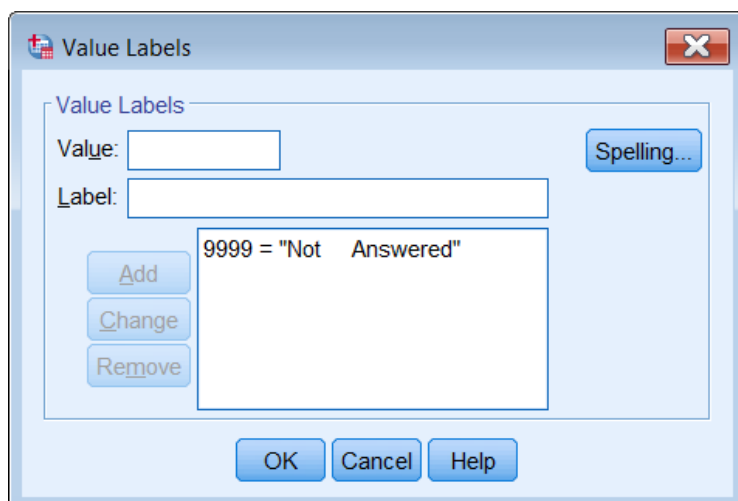 Value Labels
Value Labels
Value:
Spelling...
Label:
9999 = "Not     Answered"
Add
Change
Remove
OK Cancel Help